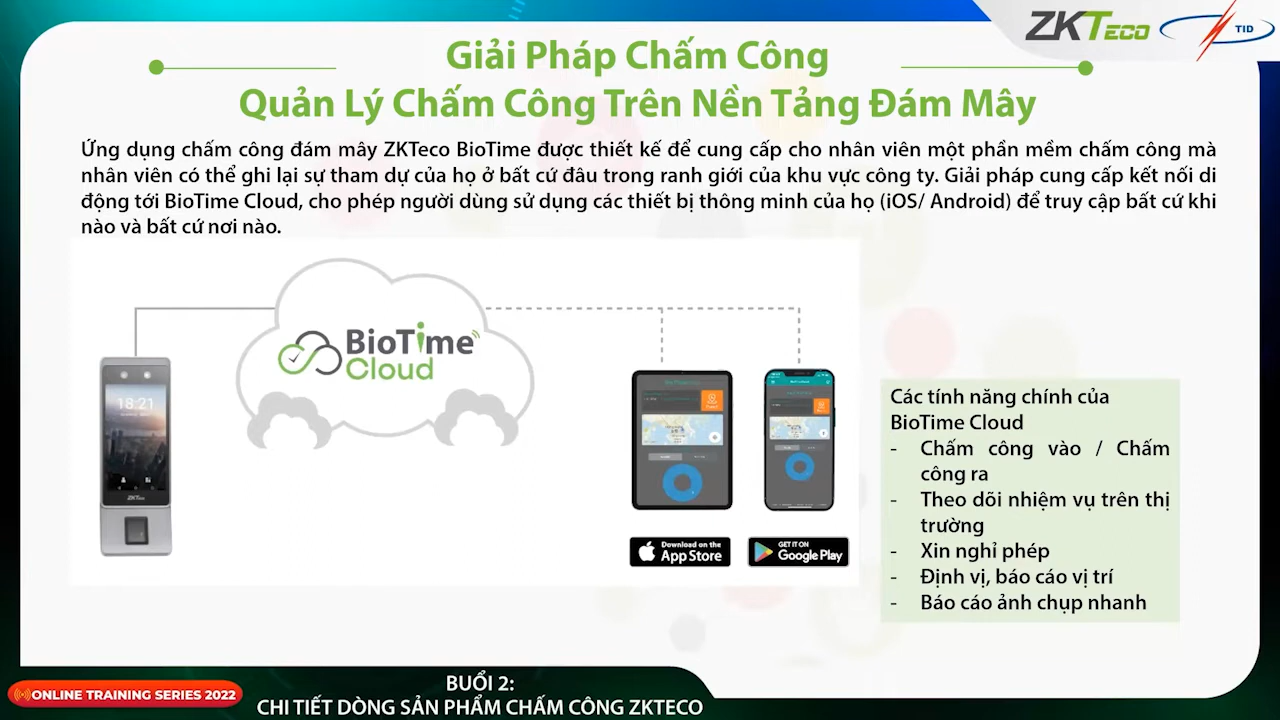 ZKTECO
TID
Giải Pháp Chấm Công
Quản Lý Chấm Công Trên Nền Tảng Đám Mây
Ứng dụng chấm công đám mây ZKTeco BioTime được thiết kế để cung cấp cho nhân viên một phần mềm chấm công mà
nhân viên có thể ghi lại sự tham dự của họ ở bất cứ đâu trong ranh giới của khu vực công ty. Giải pháp cung cấp kết nối di
động tới BioTime Cloud, cho phép người dùng sử dụng các thiết bị thông minh của họ (iOS/ Android) để truy cập bất cứ khi
nào và bất cứ nơi nào.
BioTime
Cloud
18:21
ZKTeco
Download on the
App Store
GET IT ON
Google Play
Các tính năng chính của
BioTime Cloud
- Chấm công vào / Chấm
công ra
- Theo dõi nhiệm vụ trên thị
trường
- Xin nghỉ phép
- Định vị, báo cáo vị trí
- Báo cáo ảnh chụp nhanh
ONLINE TRAINING SERIES 2022
BUỔI 2:
CHI TIẾT DÒNG SẢN PHẨM CHẤM CÔNG ZKTECO